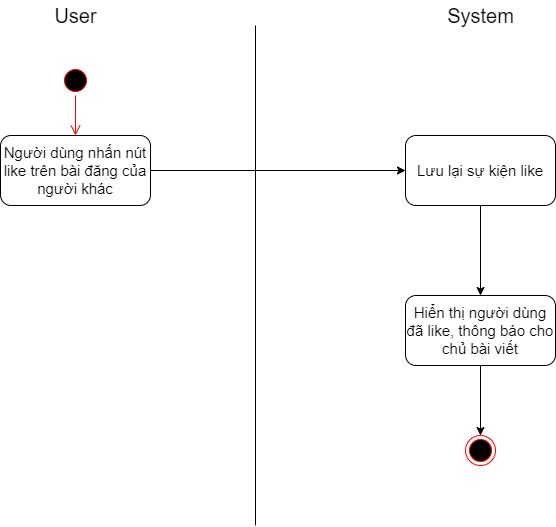 User
System
Người dùng nhấn nút
like trên bài đăng của
người khác
Lưu lại sự kiện like
Hiển thị người dùng
đã like, thông báo cho
chủ bài viết